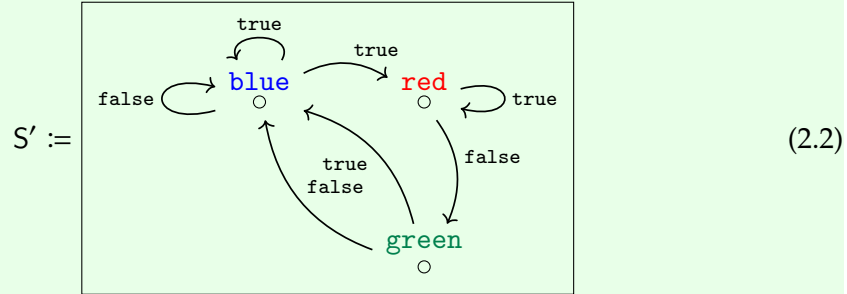 true
true
blue
red
false
true
S′ :=
(2.2)
true
false
false
green